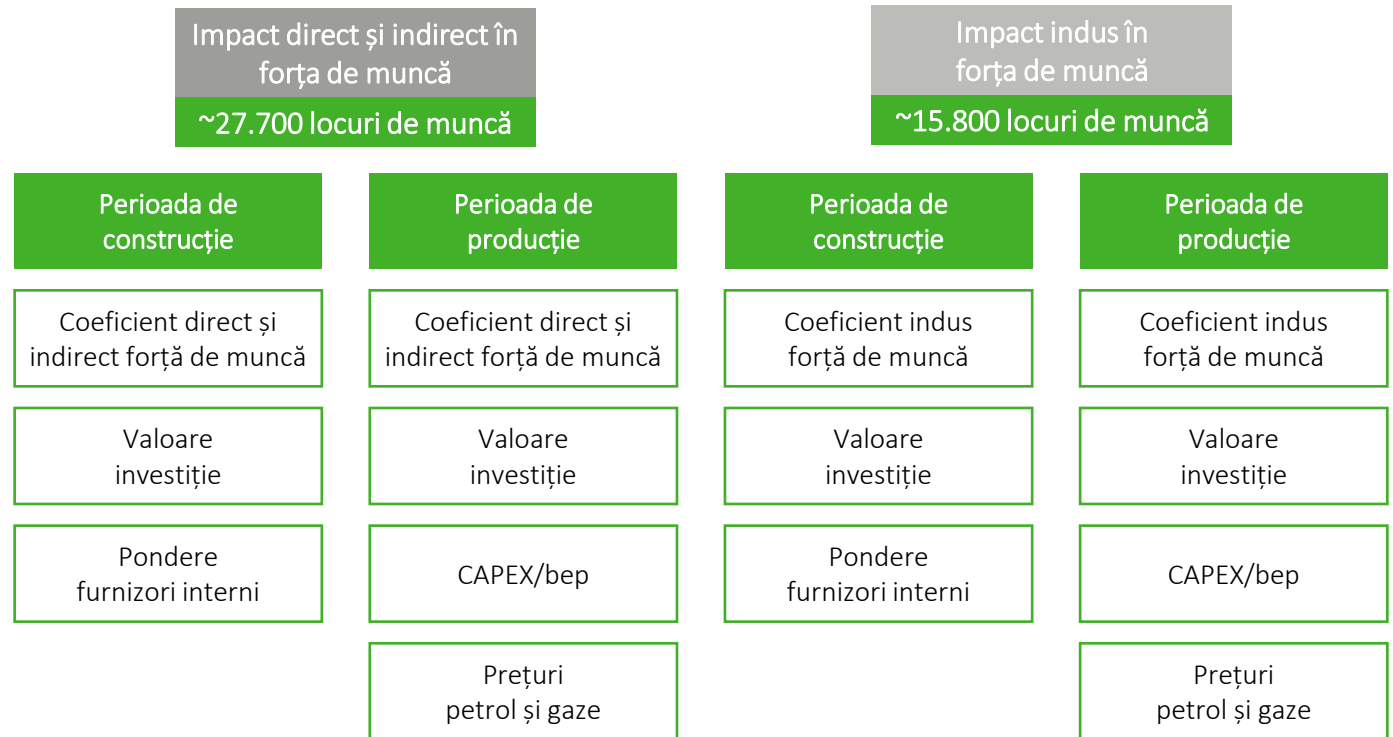 Impact direct și indirect în
forța de muncă
~27.700 locuri de muncă
Impact indus în
forța de muncă
~15.800 locuri de muncă
Perioada de
construcție
Perioada de
producție
Perioada de
construcție
Perioada de
producție
Coeficient direct și
indirect forță de muncă
Coeficient direct și
indirect forță de muncă
Coeficient indus
forță de muncă
Coeficient indus
forță de muncă
Valoare
investiție
Valoare
investiție
Valoare
investiție
Valoare
investiție
Pondere
furnizori interni
CAPEX/bep
Pondere
furnizori interni
CAPEX/bep
Prețuri
petrol și gaze
Prețuri
petrol și gaze